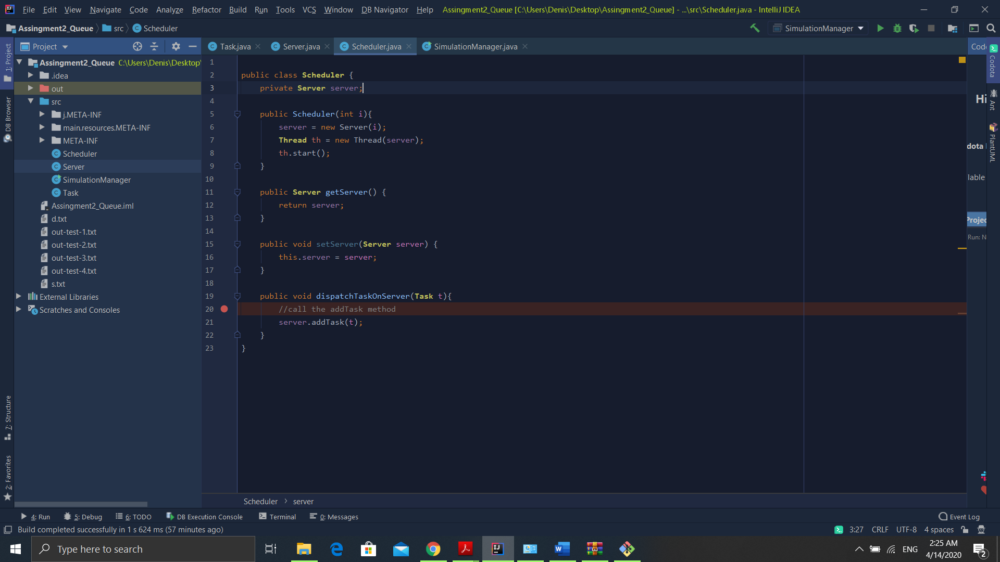 File Edit View Navigate Code Analyze Refactor Build Run Tools VCS Window DB Navigator Help Assingment2_Queue [C:\Users\Denis\Desktop\Assingment2_Queue] - ...\src\Scheduler.java - IntelliJ IDEA
Assingment2_Queue src Scheduler SimulationManager
Project Task.java Server.java Scheduler.java SimulationManager.java
1: Project
DB Browser
7: Structure
2: Favorites
Assingment2_Queue C:\Users\Denis\Desktop\
.idea
out
src
j.META-INF
main.resources.META-INF
META-INF
Scheduler
Server
SimulationManager
Task
Assingment2_Queue.iml
d.txt
out-test-1.txt
out-test-2.txt
out-test-3.txt
out-test-4.txt
s.txt
External Libraries
Scratches and Consoles
1
2 public class Scheduler {
3 private Server server;
4
5 public Scheduler(int i){
6 server = new Server(i);
7 Thread th = new Thread(server);
8 th.start();
9 }
10
11 public Server getServer() {
12 return server;
13 }
14
15 public void setServer(Server server) {
16 this.server = server;
17 }
18
19 public void dispatchTaskOnServer(Task t){
20 //call the addTask method
21 server.addTask(t);
22 }
23 }
Hi
dota
lable
Projec
Run: N
Codota
Ant
PlantUML
Scheduler > server
4: Run 5: Debug 6: TODO DB Execution Console Terminal 0: Messages Event Log
Build completed successfully in 1 s 624 ms (57 minutes ago) 3:27 CRLF UTF-8 4 spaces
Type here to search
ENG
2:25 AM
4/14/2020
2